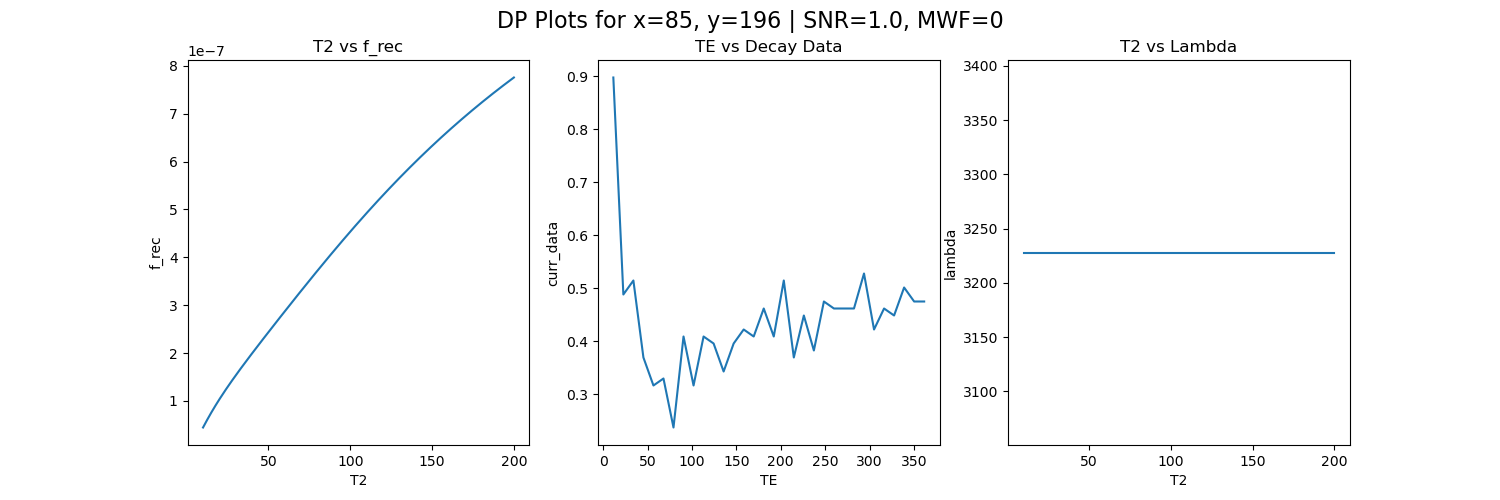 DP Plots for x=85, y=196 | SNR=1.0, MWF=0
T2 vs f_rec
1e−7
8
7
6
5
4
3
2
1
f_rec
50 100 150 200
T2
TE vs Decay Data
0.9
0.8
0.7
0.6
0.5
0.4
0.3
curr_data
0 50 100 150 200 250 300 350
TE
T2 vs Lambda
3400
3350
3300
3250
3200
3150
3100
lambda
50 100 150 200
T2